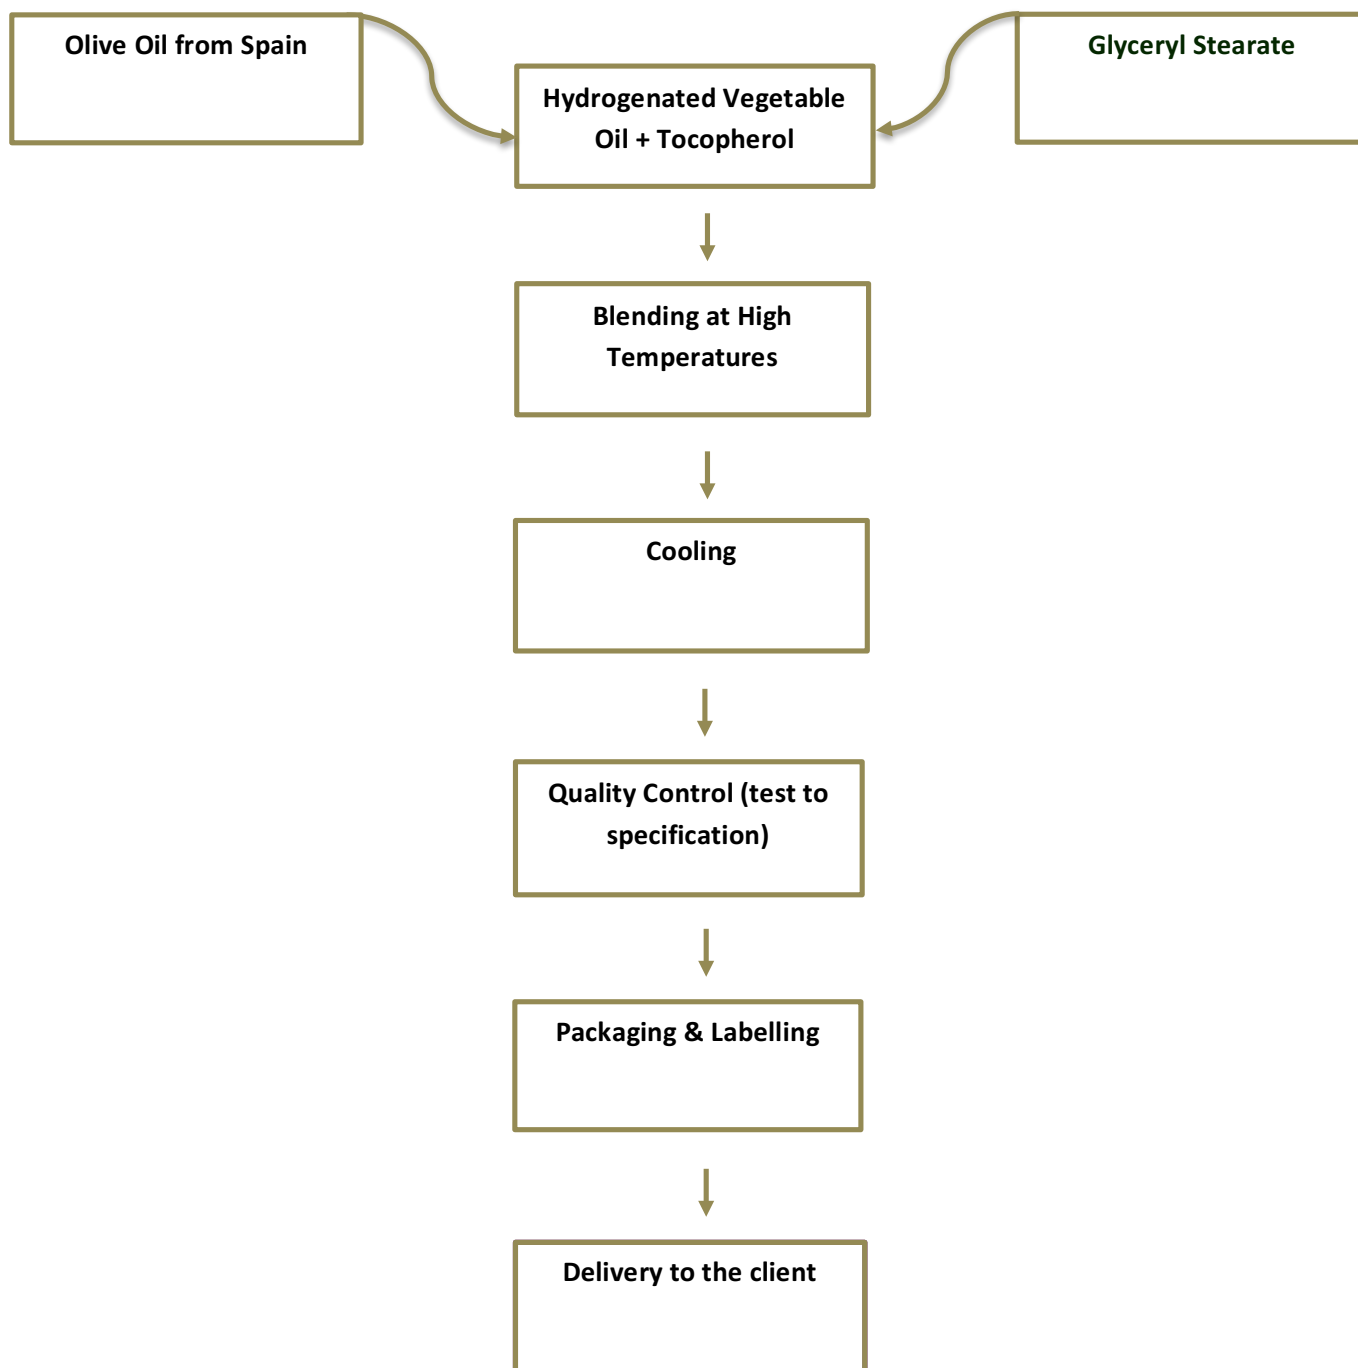 Olive Oil from Spain
Glyceryl Stearate
Hydrogenated Vegetable
Oil + Tocopherol
Blending at High
Temperatures
Cooling
Quality Control (test to
specification)
Packaging & Labelling
Delivery to the client